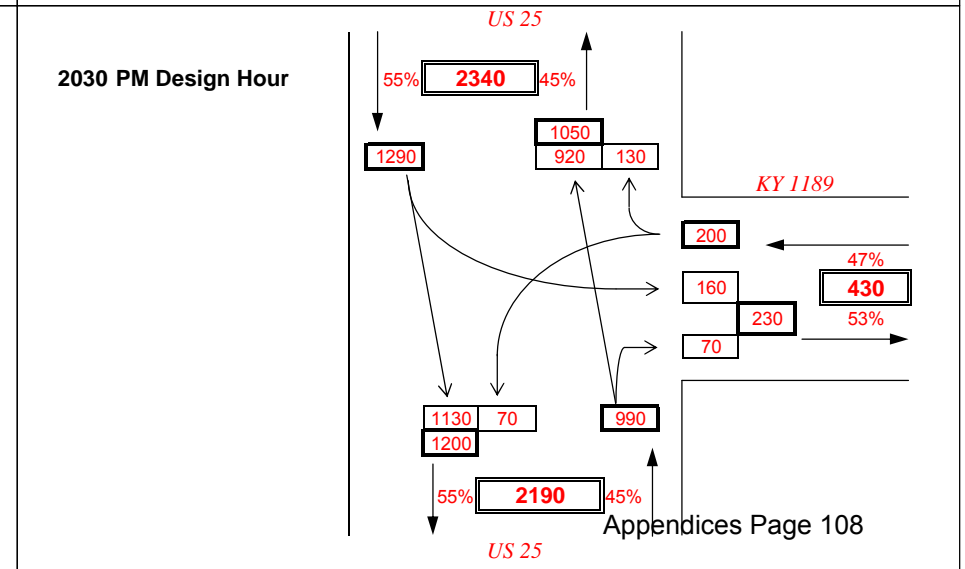 US 25
2030 PM Design Hour
55% 2340 45%
1050
1290 920 130
KY 1189
200
47%
160 430
230 53%
70
1130 70 990
1200
55% 2190 45%
Appendices Page 108
US 25